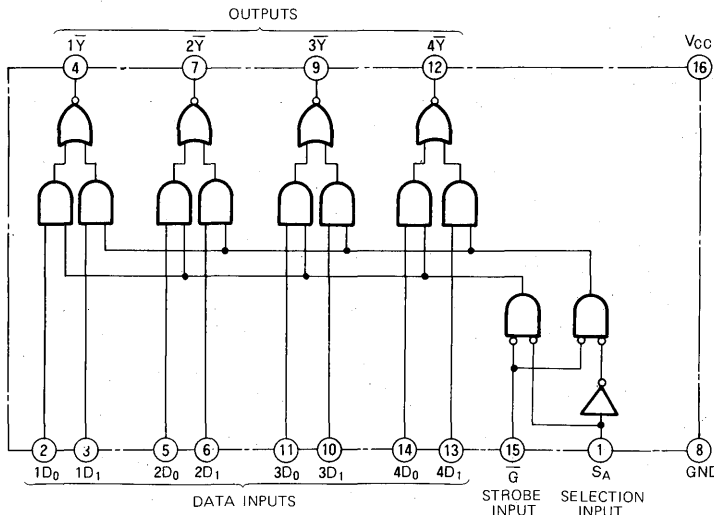 OUTPUTS
1Y̅ 2Y̅ 3Y̅ 4Y̅ VCC
4 7 9 12 16
2 3 5 6 11 10 14 13 15 1 8
1D₀ 1D₁ 2D₀ 2D₁ 3D₀ 3D₁ 4D₀ 4D₁ G̅ SA GND
DATA INPUTS
STROBE INPUT
SELECTION INPUT